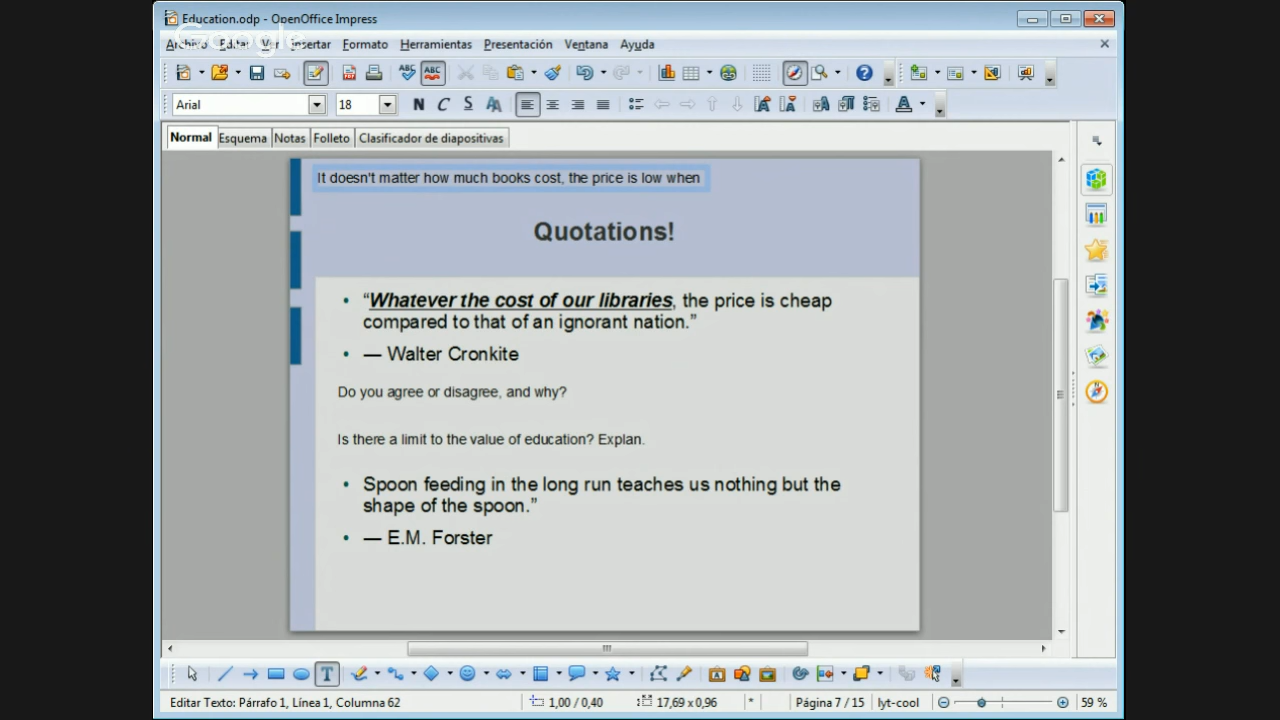 Education.odp - OpenOffice Impress
Google
Archivo Editar Ver Insertar Formato Herramientas Presentación Ventana Ayuda
Arial 18 N C S
Normal Esquema Notas Folleto Clasificador de diapositivas
It doesn't matter how much books cost, the price is low when
Quotations!
• “Whatever the cost of our libraries, the price is cheap
compared to that of an ignorant nation.”
• — Walter Cronkite
Do you agree or disagree, and why?
Is there a limit to the value of education? Explan.
• Spoon feeding in the long run teaches us nothing but the
shape of the spoon.”
• — E.M. Forster
Editar Texto: Párrafo 1, Línea 1, Columna 62 1,00 / 0,40 17,69 x 0,96 * Página 7 / 15 lyt-cool 59 %